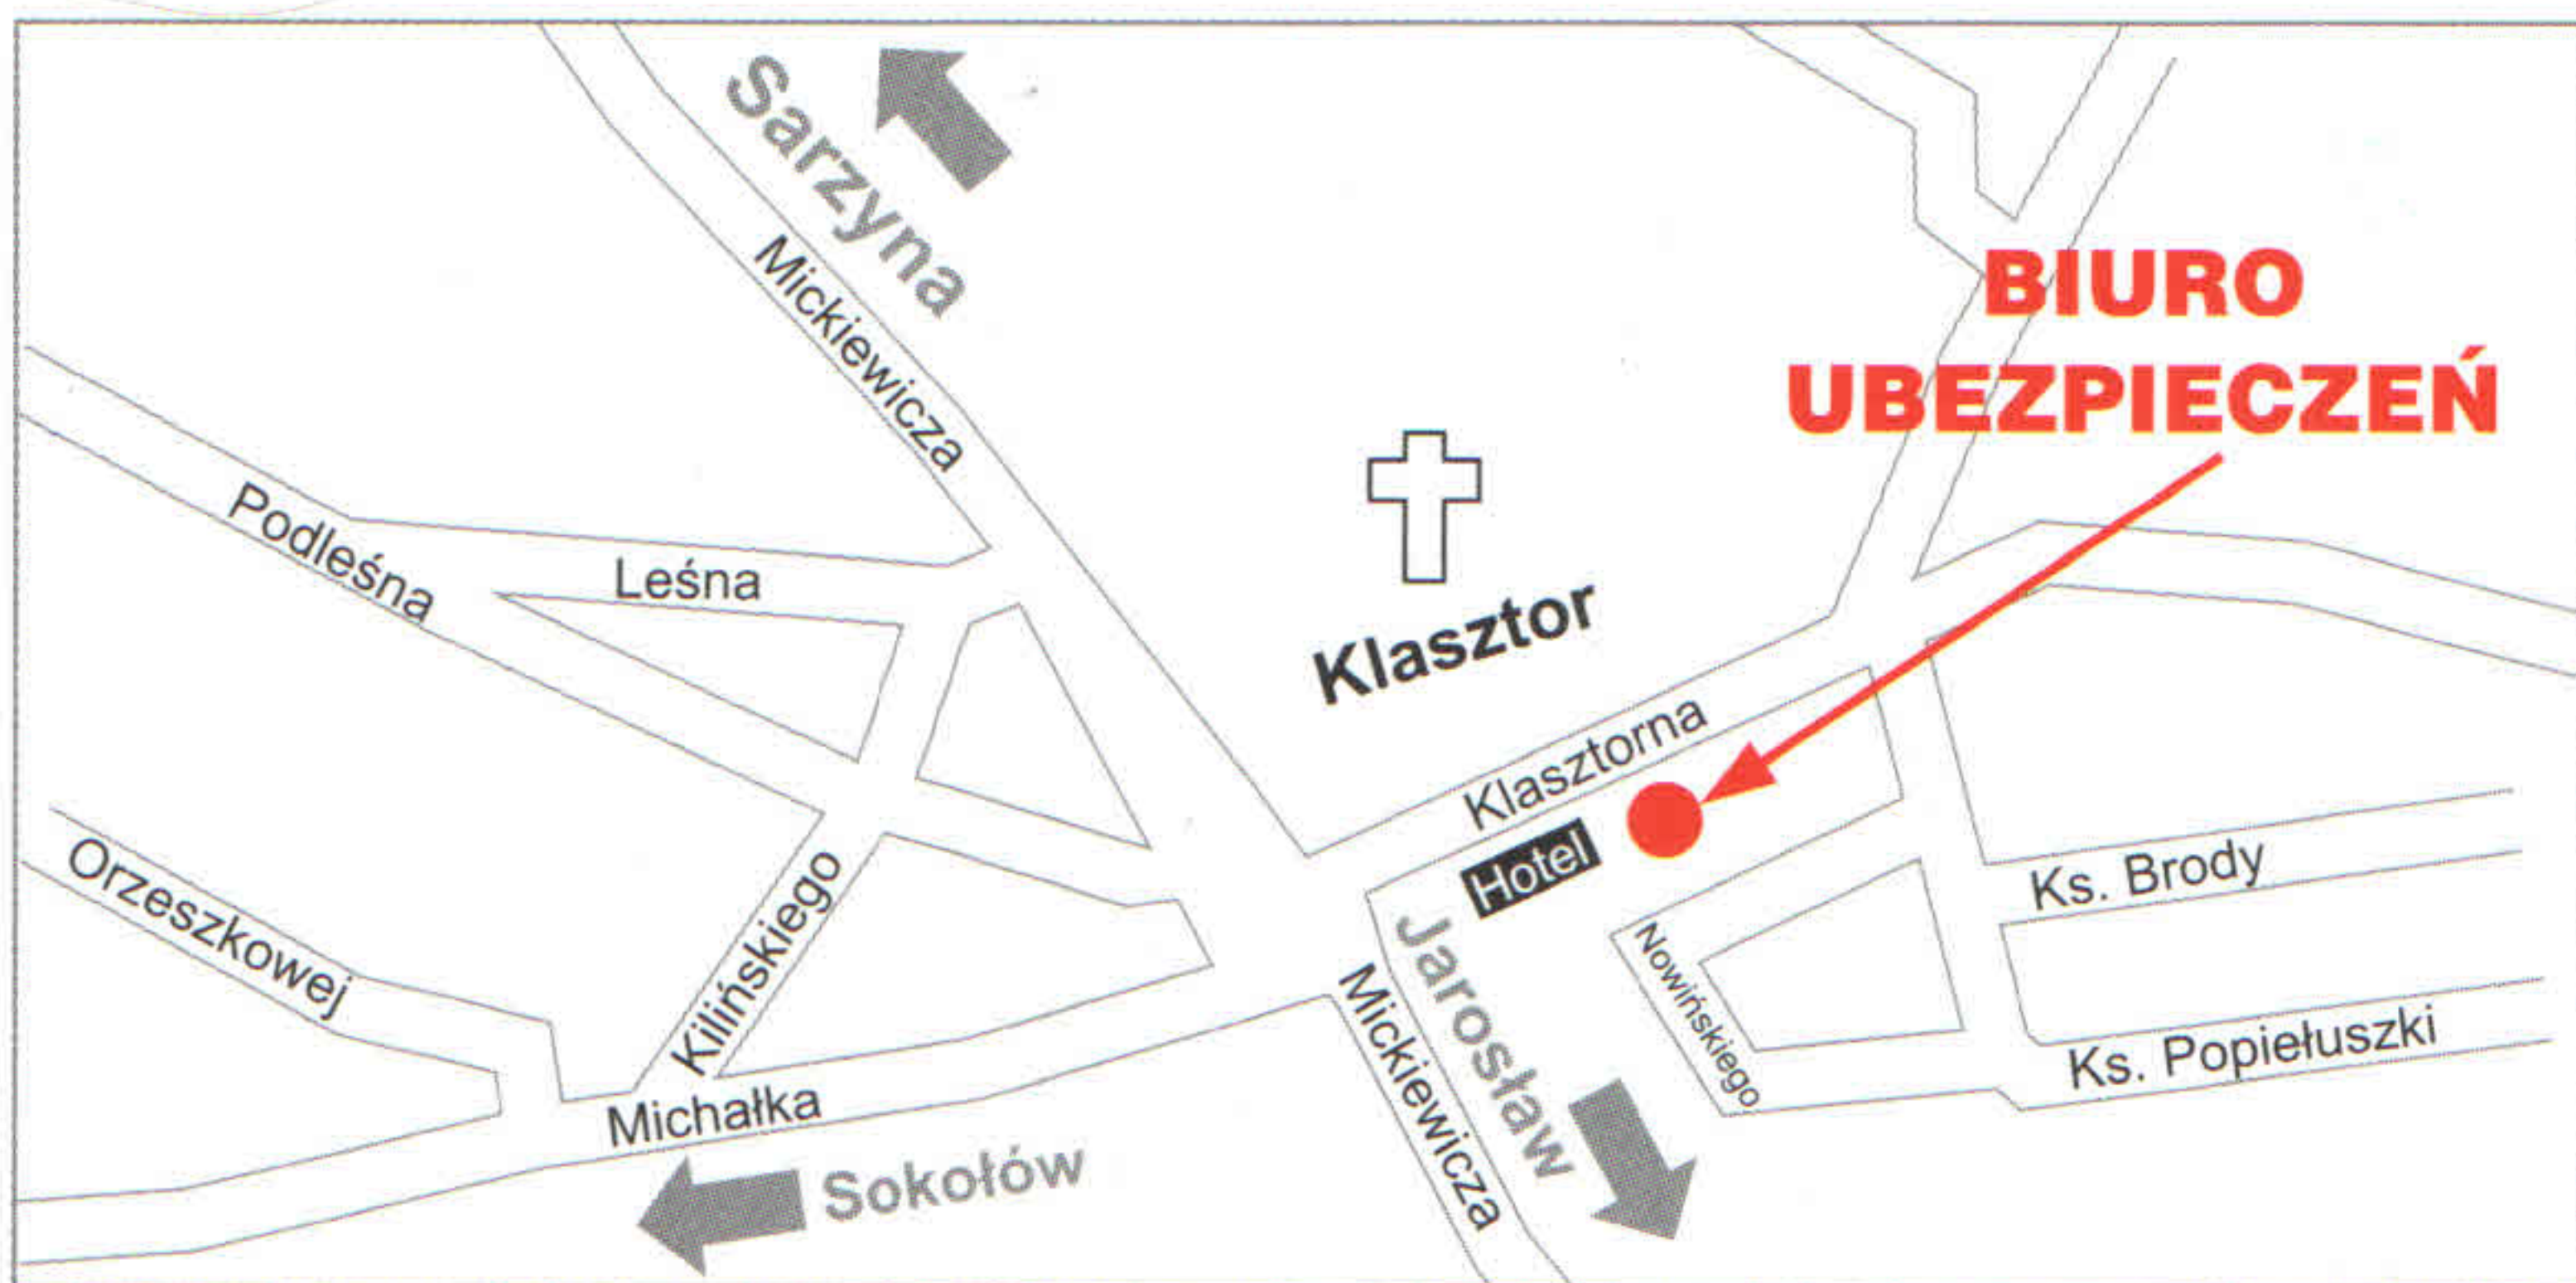 Sarzyna
Mickiewicza
BIURO
UBEZPIECZEŃ
Podleśna
Leśna
Klasztor
Klasztorna
Hotel
Orzeszkowej
Kilińskiego
Jarosław
Mickiewicza
Nowińskiego
Ks. Brody
Ks. Popiełuszki
Michałka
Sokołów